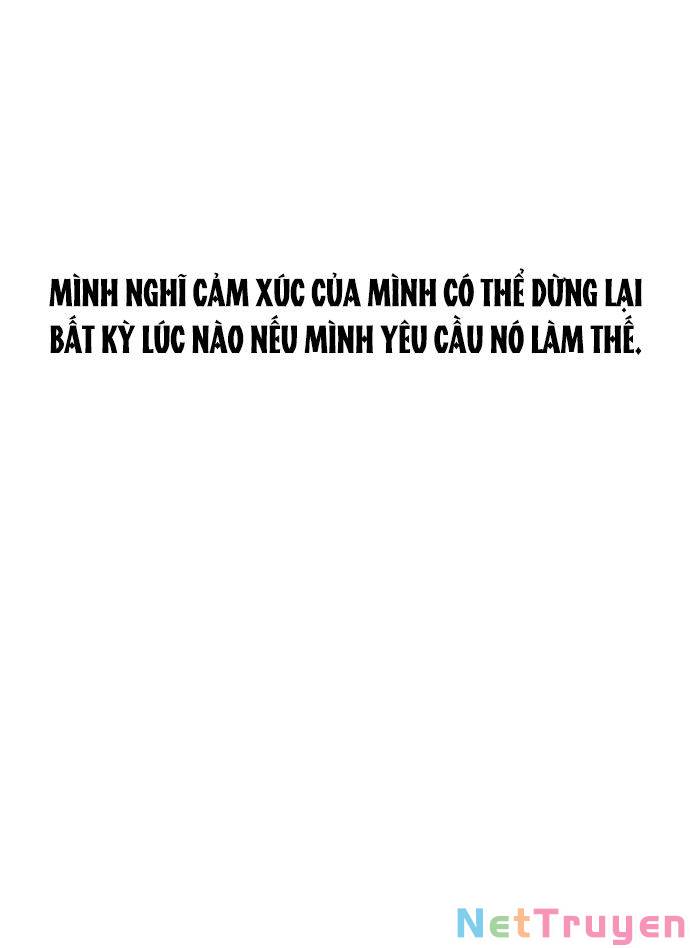 MÌNH NGHĨ CẢM XÚC CỦA MÌNH CÓ THỂ DỪNG LẠI
BẤT KỲ LÚC NÀO NẾU MÌNH YÊU CẦU NÓ LÀM THẾ.
NetTruyen